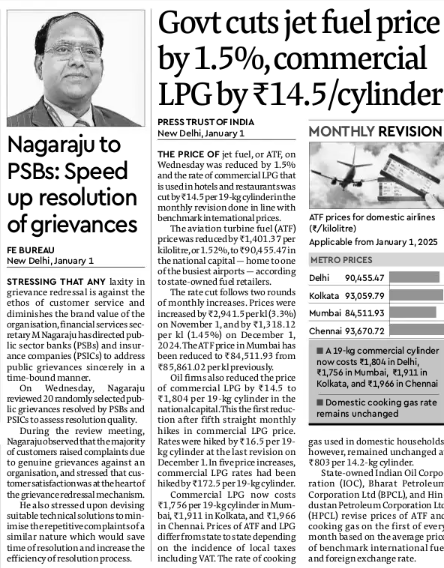 Nagaraju to
PSBs: Speed
up resolution
of grievances
FE BUREAU
New Delhi, January 1
STRESSING THAT ANY laxity in
grievance redressal is against the
ethos of customer service and
diminishes the brand value of the
organisation, financial services sec-
retary M Nagaraju has directed pub-
lic sector banks (PSBs) and insur-
ance companies (PSICs) to address
public grievances sincerely in a
time-bound manner.
On Wednesday, Nagaraju
reviewed 20 randomly selected pub-
lic grievances resolved by PSBs and
PSICs to assess resolution quality.
During the review meeting,
Nagaraju observed that the majority
of customers raised complaints due
to genuine grievances against an
organisation, and stressed that cus-
tomer satisfaction was at the heart of
the grievance redressal mechanism.
He also stressed upon devising
suitable technical solutions to min-
imise the repetitive complaints of a
similar nature which would save
time of resolution and increase the
efficiency of resolution process.
Govt cuts jet fuel price
by 1.5%, commercial
LPG by ₹14.5/cylinder
PRESS TRUST OF INDIA
New Delhi, January 1
THE PRICE OF jet fuel, or ATF, on
Wednesday was reduced by 1.5%
and the rate of commercial LPG that
is used in hotels and restaurants was
cut by ₹14.5 per 19-kg cylinder in the
monthly revision done in line with
benchmark international prices.
The aviation turbine fuel (ATF)
price was reduced by ₹1,401.37 per
kilolitre, or 1.52%, to ₹90,455.47 in
the national capital — home to one
of the busiest airports — according
to state-owned fuel retailers.
The rate cut follows two rounds
of monthly increases. Prices were
increased by ₹2,941.5 per kl (3.3%)
on November 1, and by ₹1,318.12
per kl (1.45%) on December 1,
2024. The ATF price in Mumbai has
been reduced to ₹84,511.93 from
₹85,861.02 per kl previously.
Oil firms also reduced the price
of commercial LPG by ₹14.5 to
₹1,804 per 19-kg cylinder in the
national capital. This the first reduc-
tion after fifth straight monthly
hikes in commercial LPG price.
Rates were hiked by ₹16.5 per 19-
kg cylinder at the last revision on
December 1. In five price increases,
commercial LPG rates had been
hiked by ₹172.5 per 19-kg cylinder.
Commercial LPG now costs
₹1,756 per 19-kg cylinder in Mum-
bai, ₹1,911 in Kolkata, and ₹1,966
in Chennai. Prices of ATF and LPG
differ from state to state depending
on the incidence of local taxes
including VAT. The rate of cooking
MONTHLY REVISION
ATF prices for domestic airlines
(₹/kilolitre)
Applicable from January 1, 2025
METRO PRICES
Delhi 90,455.47
Kolkata 93,059.79
Mumbai 84,511.93
Chennai 93,670.72
■ A 19-kg commercial cylinder
now costs ₹1,804 in Delhi,
₹1,756 in Mumbai, ₹1,911 in
Kolkata, and ₹1,966 in Chennai
■ Domestic cooking gas rate
remains unchanged
gas used in domestic households,
however, remained unchanged at
₹803 per 14.2-kg cylinder.
State-owned Indian Oil Corpo-
ration (IOC), Bharat Petroleum
Corporation Ltd (BPCL), and Hin-
dustan Petroleum Corporation Ltd
(HPCL) revise prices of ATF and
cooking gas on the first of every
month based on the average price
of benchmark international fuel
and foreign exchange rate.